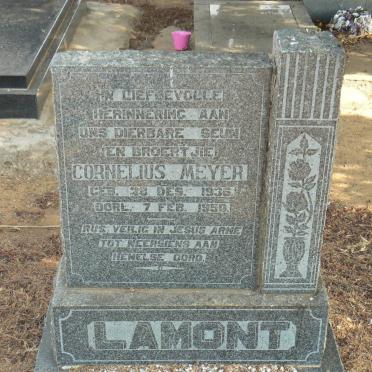 IN LIEFDEVOLLE
HERINNERING AAN
ONS DIERBARE SEUN
(EN BROERTJIE)
CORNELIUS MEYER
GEB. 28 DES. 1935.
OORL. 7 FEB. 1950.
RUS VEILIG IN JESUS ARME
TOT WEERSIENS AAN
HEMELSE OORD.
LAMONT